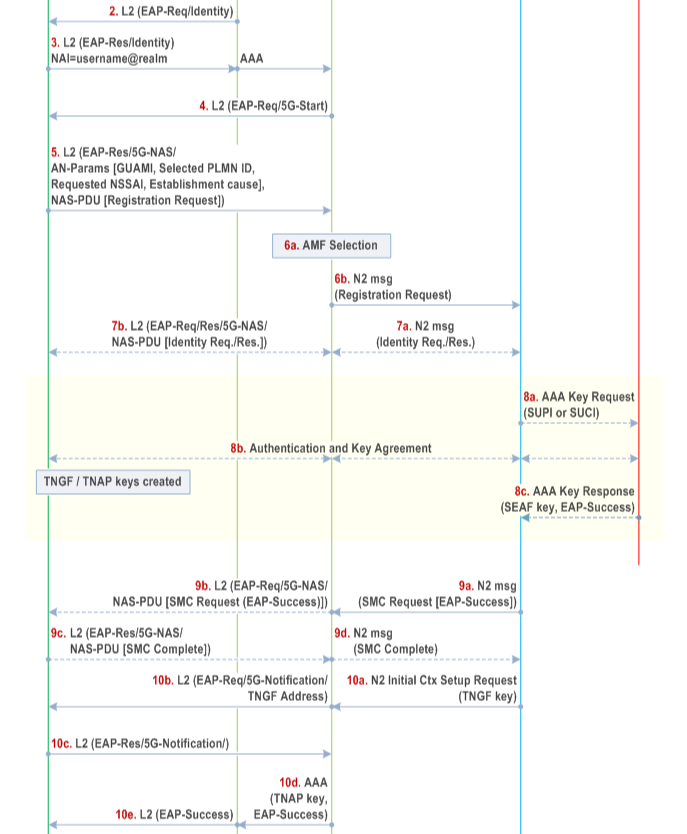 2. L2 (EAP-Req/Identity)
3. L2 (EAP-Res/Identity)
NAI=username@realm
AAA
4. L2 (EAP-Req/5G-Start)
5. L2 (EAP-Res/5G-NAS/
AN-Params [GUAMI, Selected PLMN ID,
Requested NSSAI, Establishment cause],
NAS-PDU [Registration Request])
6a. AMF Selection
6b. N2 msg
(Registration Request)
7b. L2 (EAP-Req/Res/5G-NAS/
NAS-PDU [Identity Req./Res.])
7a. N2 msg
(Identity Req./Res.)
8a. AAA Key Request
(SUPI or SUCI)
8b. Authentication and Key Agreement
TNGF / TNAP keys created
8c. AAA Key Response
(SEAF key, EAP-Success)
9b. L2 (EAP-Req/5G-NAS/
NAS-PDU [SMC Request (EAP-Success)])
9a. N2 msg
(SMC Request [EAP-Success])
9c. L2 (EAP-Res/5G-NAS/
NAS-PDU [SMC Complete])
9d. N2 msg
(SMC Complete)
10b. L2 (EAP-Req/5G-Notification/
TNGF Address)
10a. N2 Initial Ctx Setup Request
(TNGF key)
10c. L2 (EAP-Res/5G-Notification/)
10d. AAA
(TNAP key,
EAP-Success)
10e. L2 (EAP-Success)